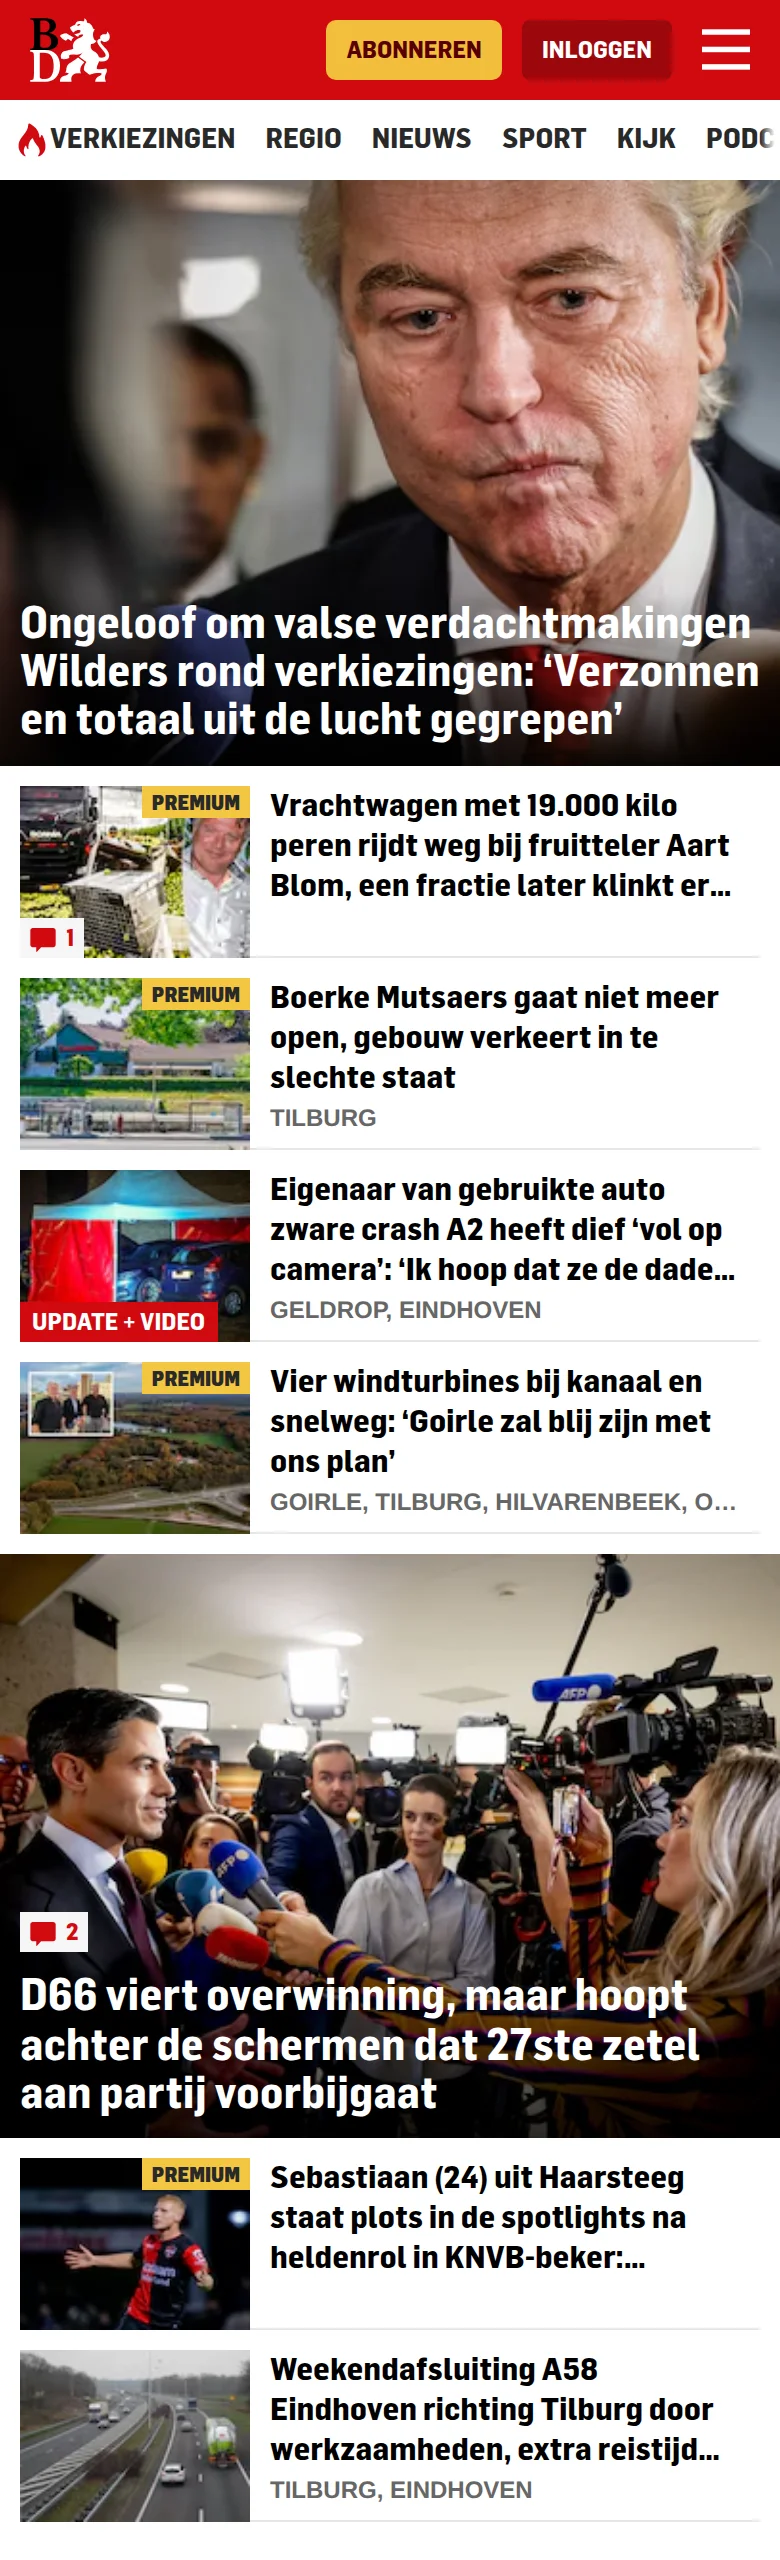 BD
ABONNEREN
INLOGGEN
VERKIEZINGEN REGIO NIEUWS SPORT KIJK PODC
Ongeloof om valse verdachtmakingen
Wilders rond verkiezingen: ‘Verzonnen
en totaal uit de lucht gegrepen’
PREMIUM
1
Vrachtwagen met 19.000 kilo
peren rijdt weg bij fruitteler Aart
Blom, een fractie later klinkt er...
PREMIUM
Boerke Mutsaers gaat niet meer
open, gebouw verkeert in te
slechte staat
TILBURG
UPDATE + VIDEO
Eigenaar van gebruikte auto
zware crash A2 heeft dief ‘vol op
camera’: ‘Ik hoop dat ze de dade...
GELDROP, EINDHOVEN
PREMIUM
Vier windturbines bij kanaal en
snelweg: ‘Goirle zal blij zijn met
ons plan’
GOIRLE, TILBURG, HILVARENBEEK, O...
AFP
AFP
2
D66 viert overwinning, maar hoopt
achter de schermen dat 27ste zetel
aan partij voorbijgaat
PREMIUM
Sebastiaan (24) uit Haarsteeg
staat plots in de spotlights na
heldenrol in KNVB-beker:...
Weekendafsluiting A58
Eindhoven richting Tilburg door
werkzaamheden, extra reistijd...
TILBURG, EINDHOVEN